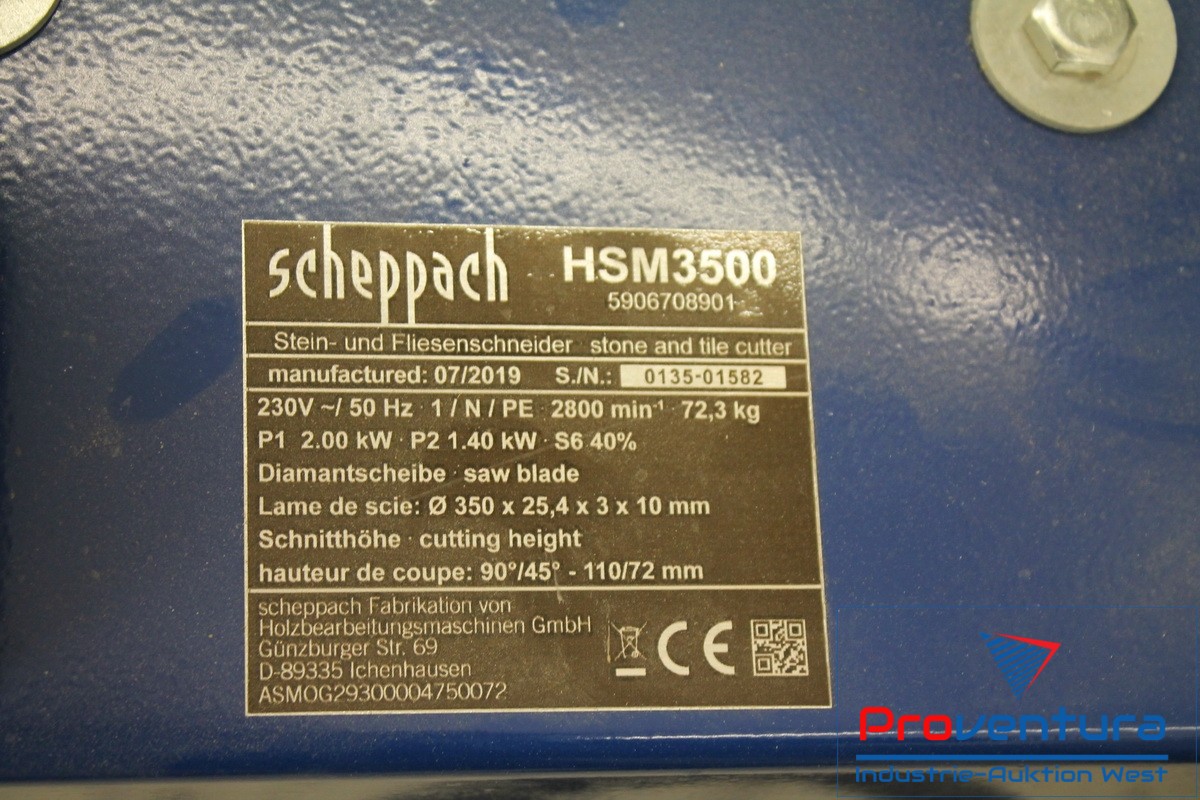 scheppach HSM3500
5906708901
Stein- und Fliesenschneider · stone and tile cutter
manufactured: 07/2019 S./N.: 0135-01582
230V ~/ 50 Hz · 1 / N / PE · 2800 min⁻¹ · 72,3 kg
P1 2.00 kW · P2 1.40 kW · S6 40%
Diamantscheibe · saw blade
Lame de scie: Ø 350 x 25,4 x 3 x 10 mm
Schnitthöhe · cutting height
hauteur de coupe: 90°/45° - 110/72 mm
scheppach Fabrikation von
Holzbearbeitungsmaschinen GmbH
Günzburger Str. 69
D-89335 Ichenhausen
ASMOG29300004750072
CE
Proventura
Industrie-Auktion West